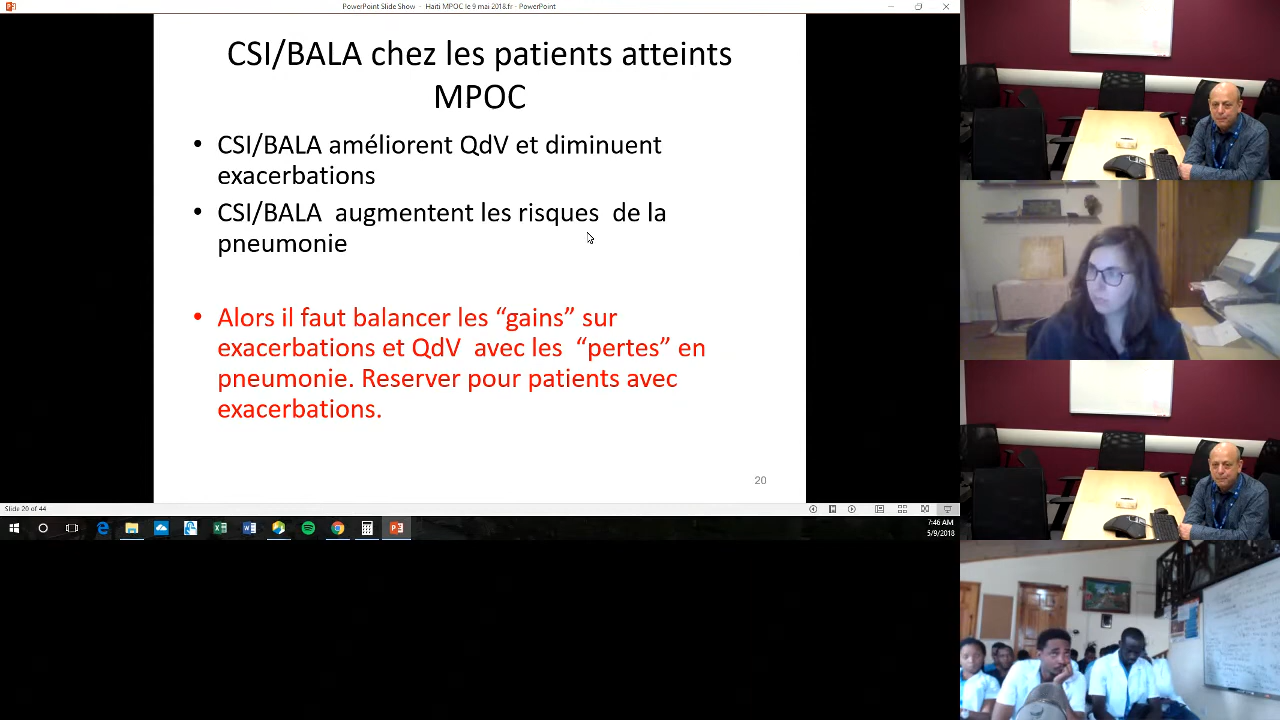 PowerPoint Slide Show - Haiti MPOC le 9 mai 2018.fr - PowerPoint
CSI/BALA chez les patients atteints
MPOC
• CSI/BALA améliorent QdV et diminuent
exacerbations
• CSI/BALA augmentent les risques de la
pneumonie
• Alors il faut balancer les “gains” sur
exacerbations et QdV avec les “pertes” en
pneumonie. Reserver pour patients avec
exacerbations.
20
Slide 20 of 44
7:46 AM
5/9/2018